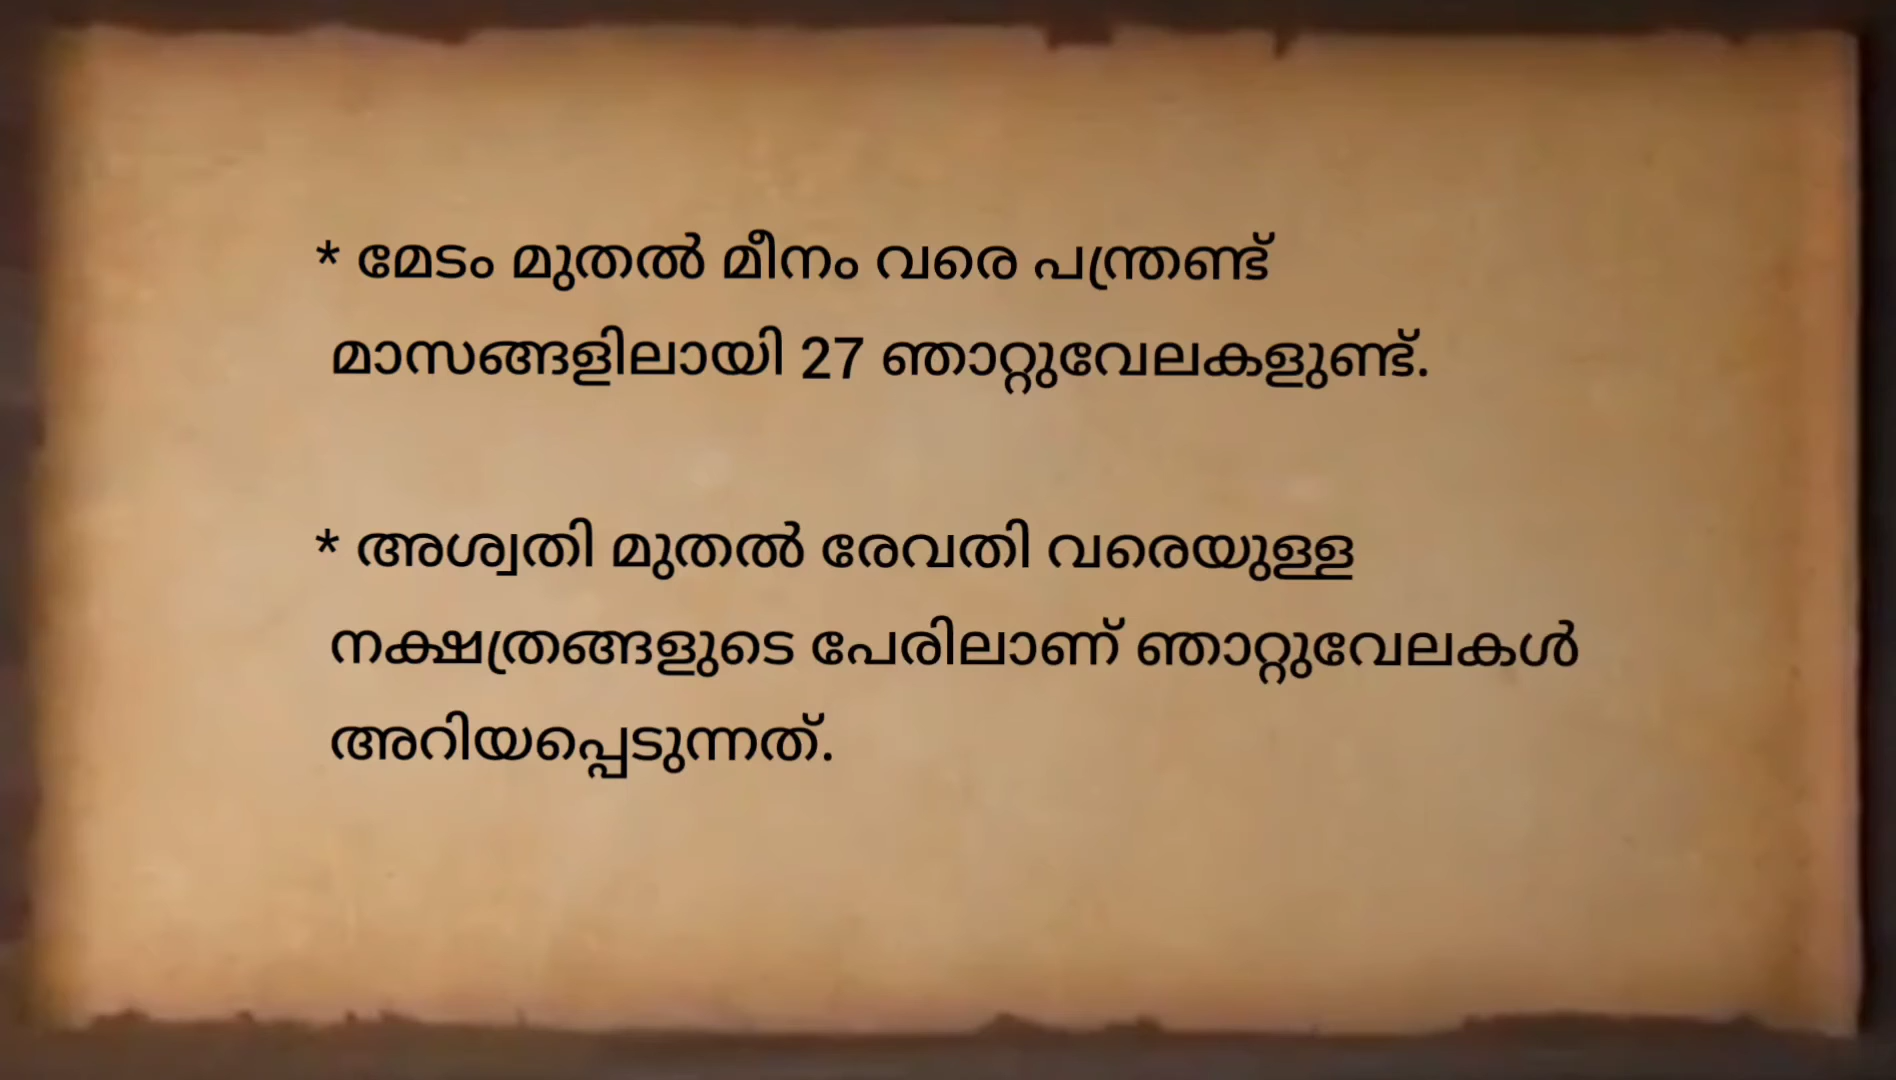 * മേടം മുതൽ മീനം വരെ പന്ത്രണ്ട്
മാസങ്ങളിലായി 27 ഞാറ്റുവേലകളുണ്ട്.
* അശ്വതി മുതൽ രേവതി വരെയുള്ള
നക്ഷത്രങ്ങളുടെ പേരിലാണ് ഞാറ്റുവേലകൾ
അറിയപ്പെടുന്നത്.